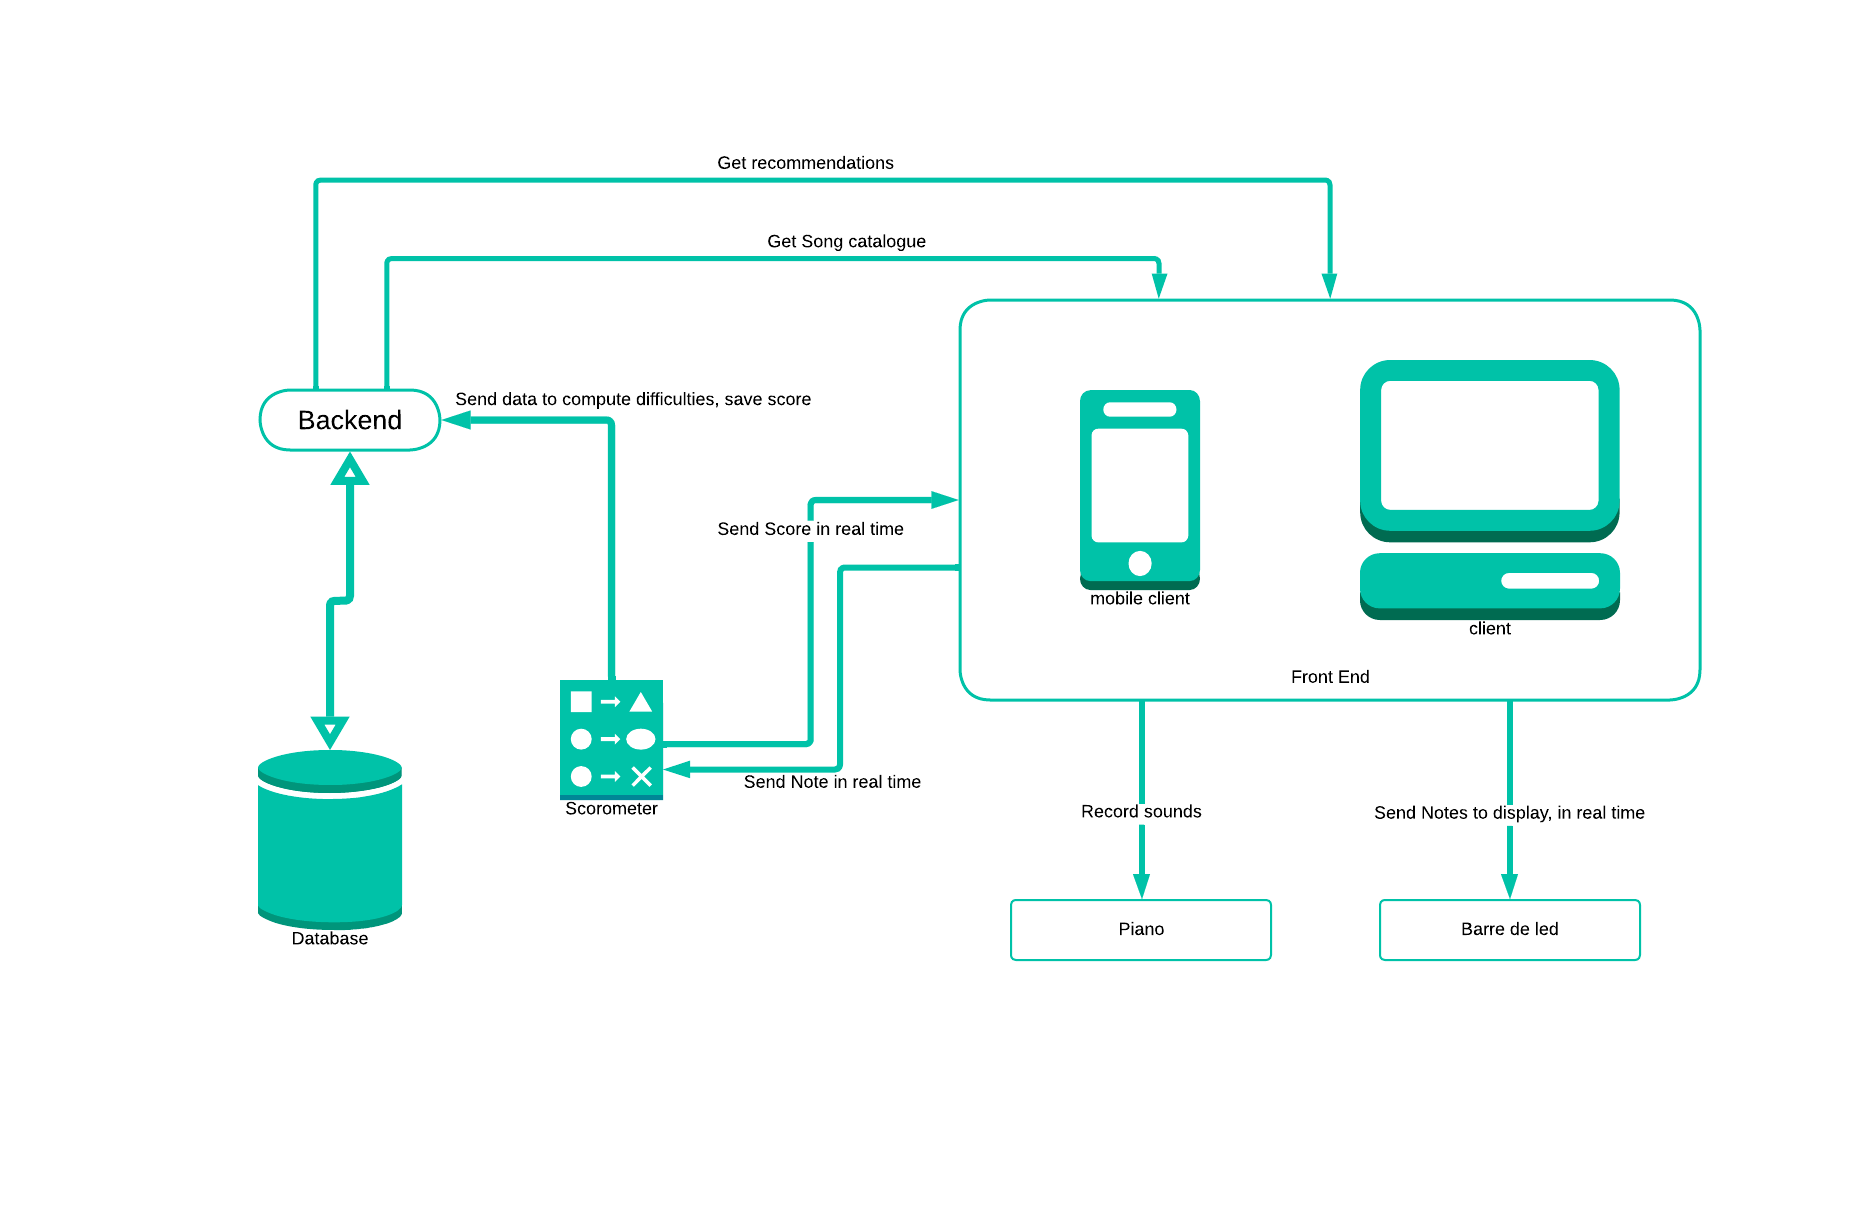 Get recommendations
Get Song catalogue
Backend
Send data to compute difficulties, save score
Send Score in real time
mobile client
client
Front End
Send Note in real time
Scorometer
Record sounds
Send Notes to display, in real time
Database
Piano
Barre de led